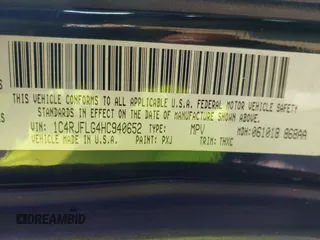 THIS VEHICLE CONFORMS TO ALL APPLICABLE U.S.A. FEDERAL MOTOR VEHICLE SAFETY
STANDARDS IN EFFECT ON THE DATE OF MANUFACTURE SHOWN ABOVE.
VIN: 1C4RJFLG4HC940652 TYPE: MPV MDH: 061018 868AA
VEHICLE MADE IN U.S.A. PAINT: PXJ TRIM: THXC
DREAMBID